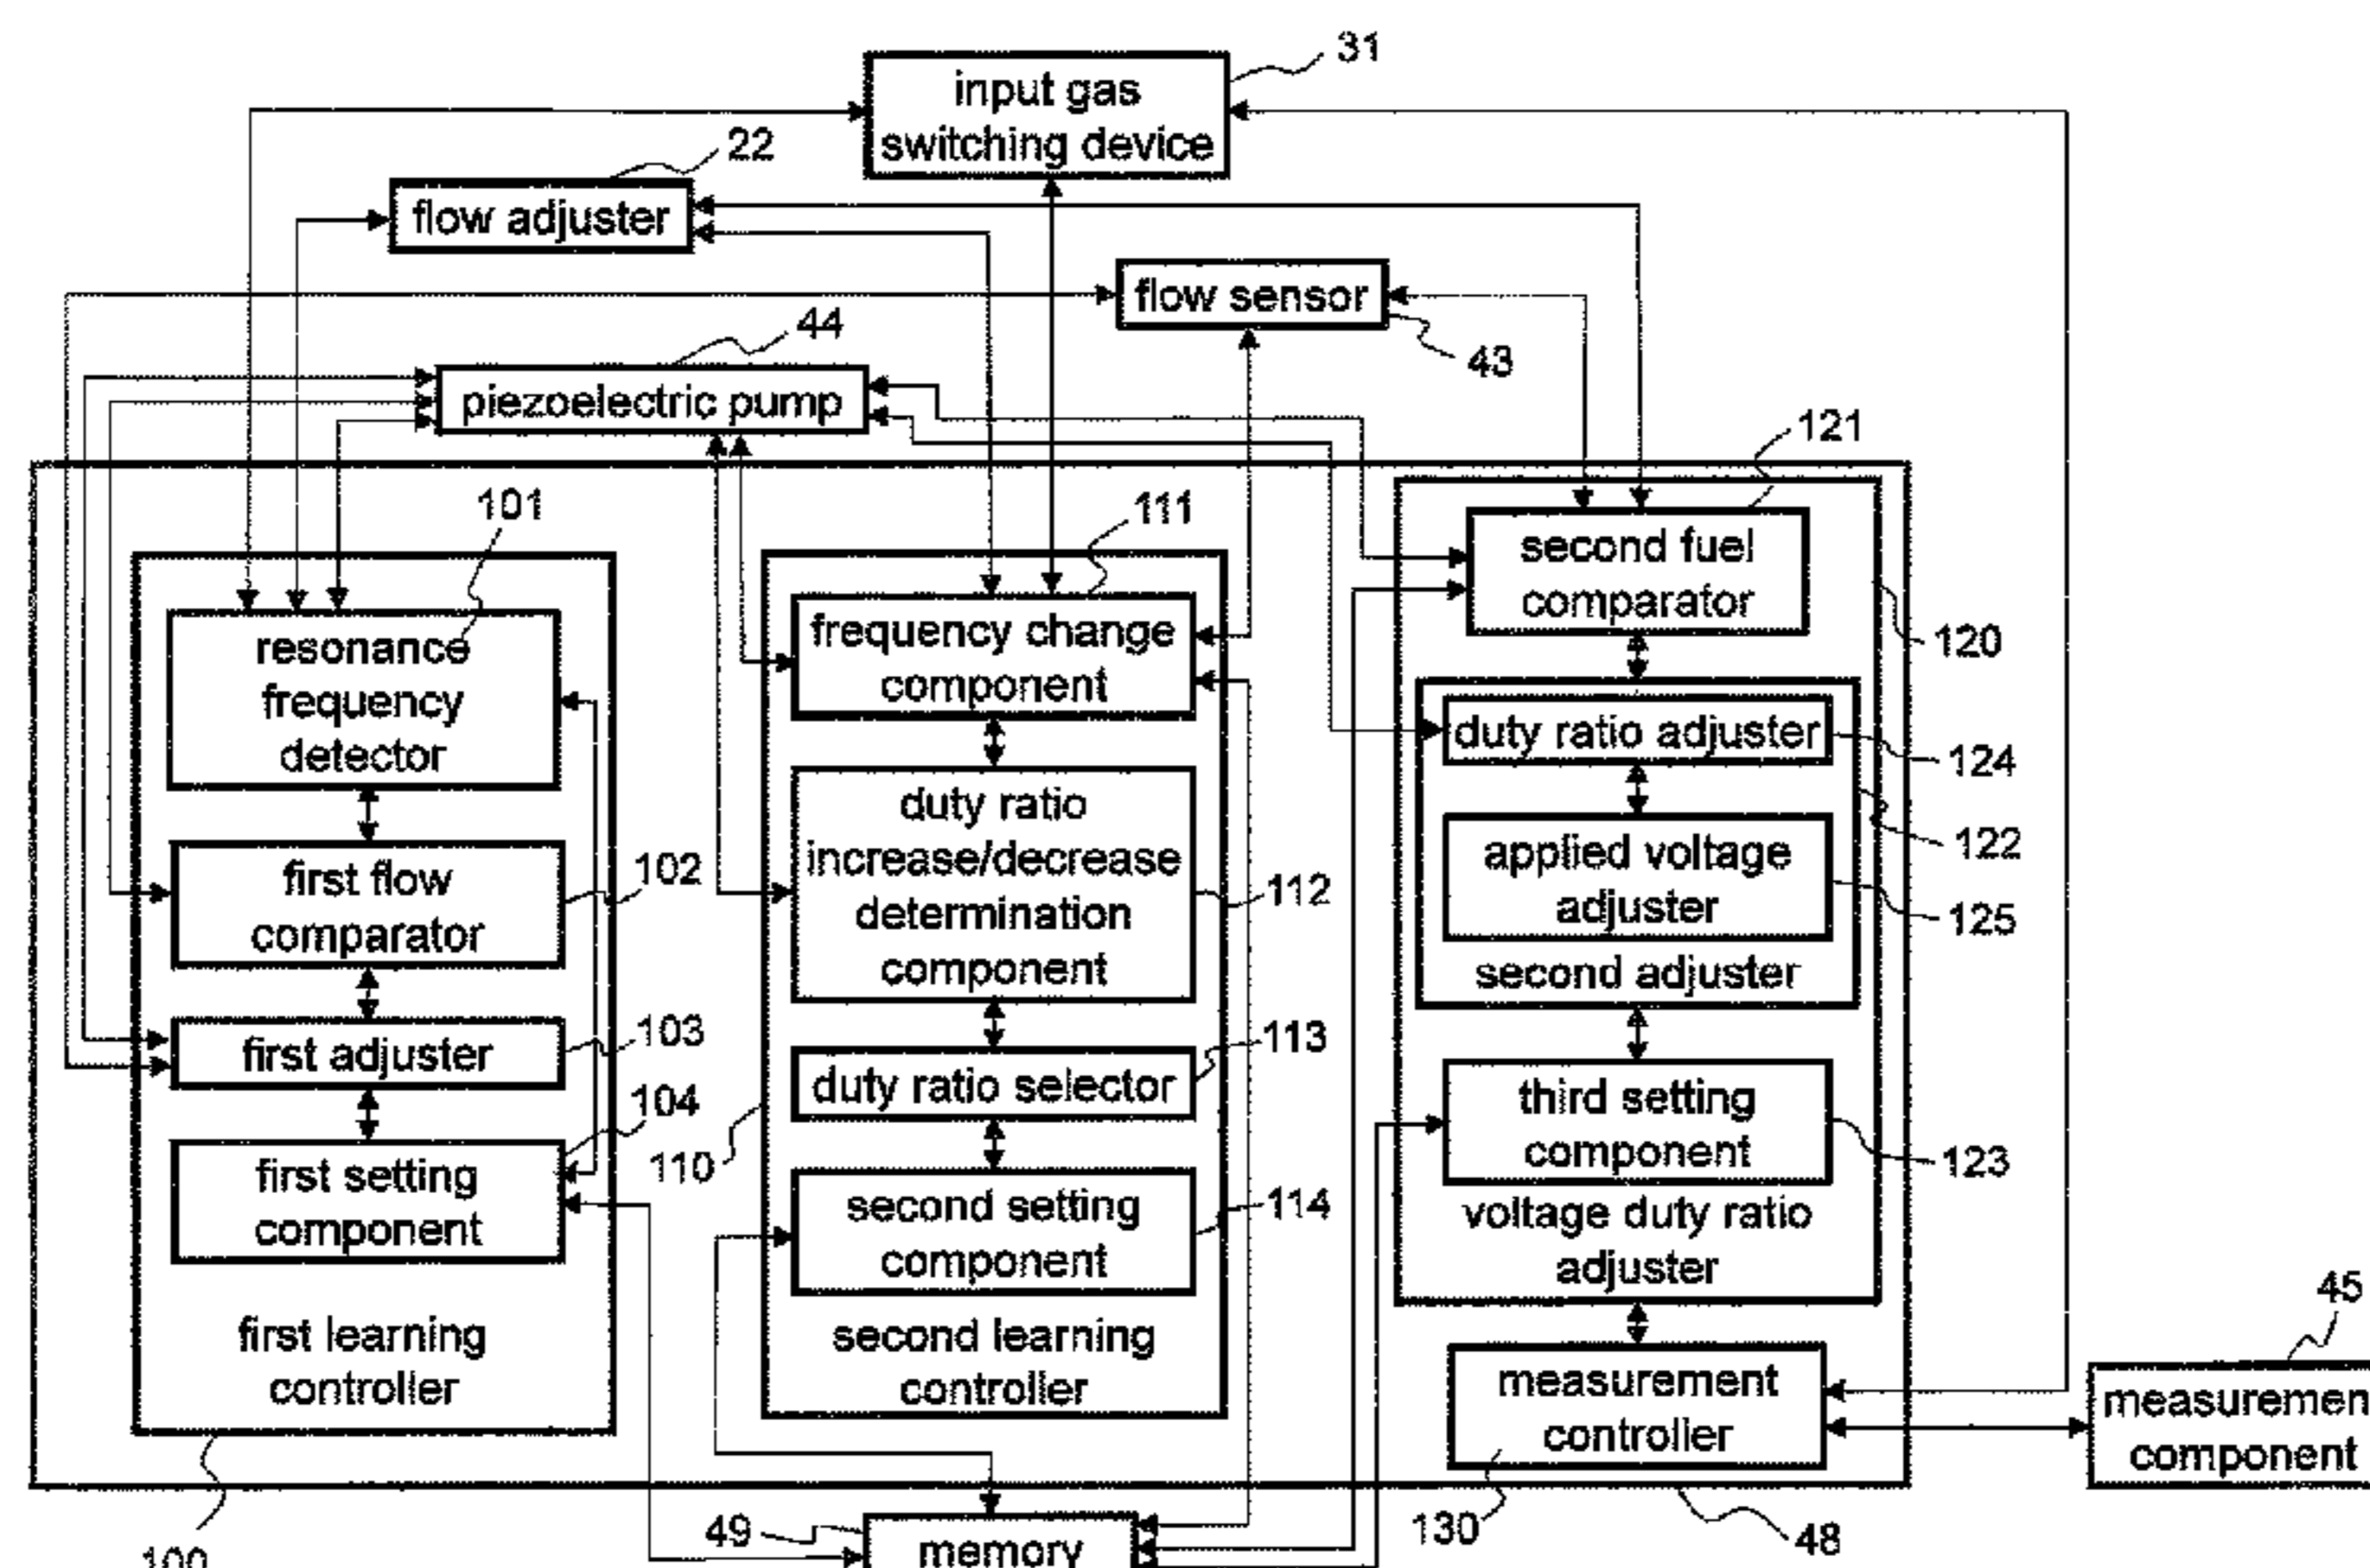 31
input gas
switching device
22
flow adjuster
flow sensor
43
44
piezoelectric pump
121
101
111
second fuel
comparator
120
resonance
frequency
detector
frequency change
component
duty ratio adjuster
124
duty ratio
increase/decrease
determination
component
112
applied voltage
adjuster
122
125
second adjuster
first flow
comparator
102
first adjuster
103
duty ratio selector
113
104
110
first setting
component
second setting
component
114
third setting
component
123
voltage duty ratio
adjuster
first learning
controller
second learning
controller
measurement
controller
45
measuremen
component
100
49
memory
130
48